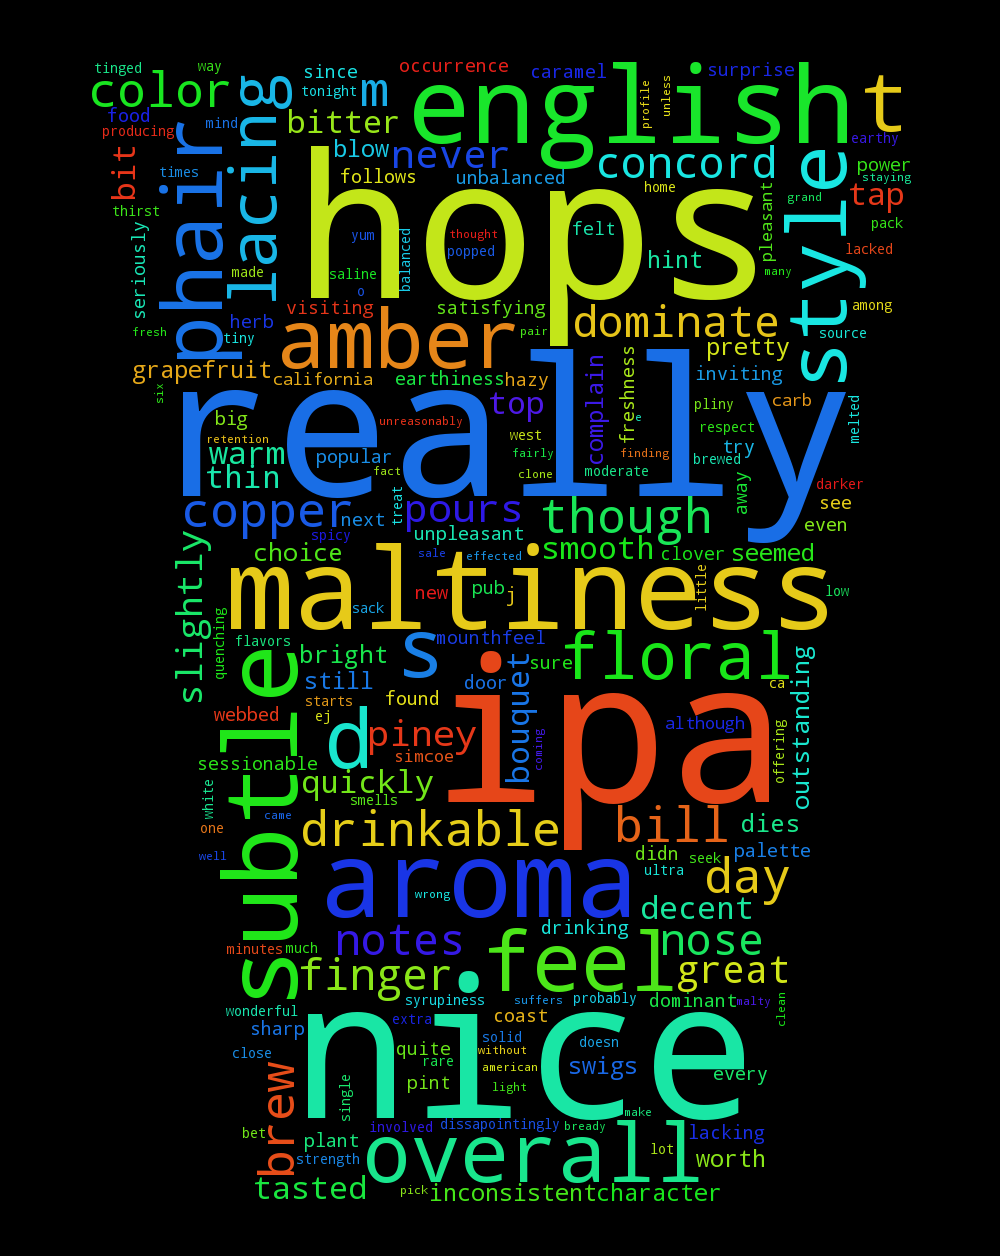 tinged
way
since
occurrence
caramel
surprise
english
t
color
tonight
m
profile
unless
food
producing
mind
bitter
lacing
phair
bit
blow
never
concord
style
earthy
power
staying
tap
times
follows
unbalanced
home
grand
pleasant
thirst
hops
pack
seriously
yum
thought
popped
felt
hint
lacked
balanced
made
saline
many
o
visiting
satisfying
among
fresh
herb
tiny
amber
pair
dominate
source
pretty
grapefruit
california
earthiness
hazy
freshness
inviting
six
really
top
complain
pliny
carb
big
unreasonably
e
respect
melted
retention
warm
popular
west
fairly
finding
try
brewed
thin
fact
clone
moderate
darker
copper
next
treat
pours
though
away
see
even
spicy
unpleasant
choice
sale
effected
smooth
clover
seemed
slightly
maltiness
new
pub
j
little
low
sack
quenching
flavors
s
mounthfeel
floral
subtle
bright
bouquet
sure
outstanding
still
door
ca
starts
found
ipa
webbed
ej
d
piney
coming
although
offering
sessionable
simcoe
white
quickly
smells
came
one
drinkable
bill
dies
well
didn
seek
palette
aroma
ultra
day
wrong
decent
drinking
notes
nose
minutes
much
feel
finger
great
syrupiness
suffers
probably
dominant
malty
clean
wonderful
sharp
extra
coast
nice
solid
doesn
close
quite
rare
without
american
swigs
every
brew
pint
light
single
make
bet
plant
involved
dissapointingly
bready
lacking
strength
overall
lot
worth
tasted
pick
inconsistent
character